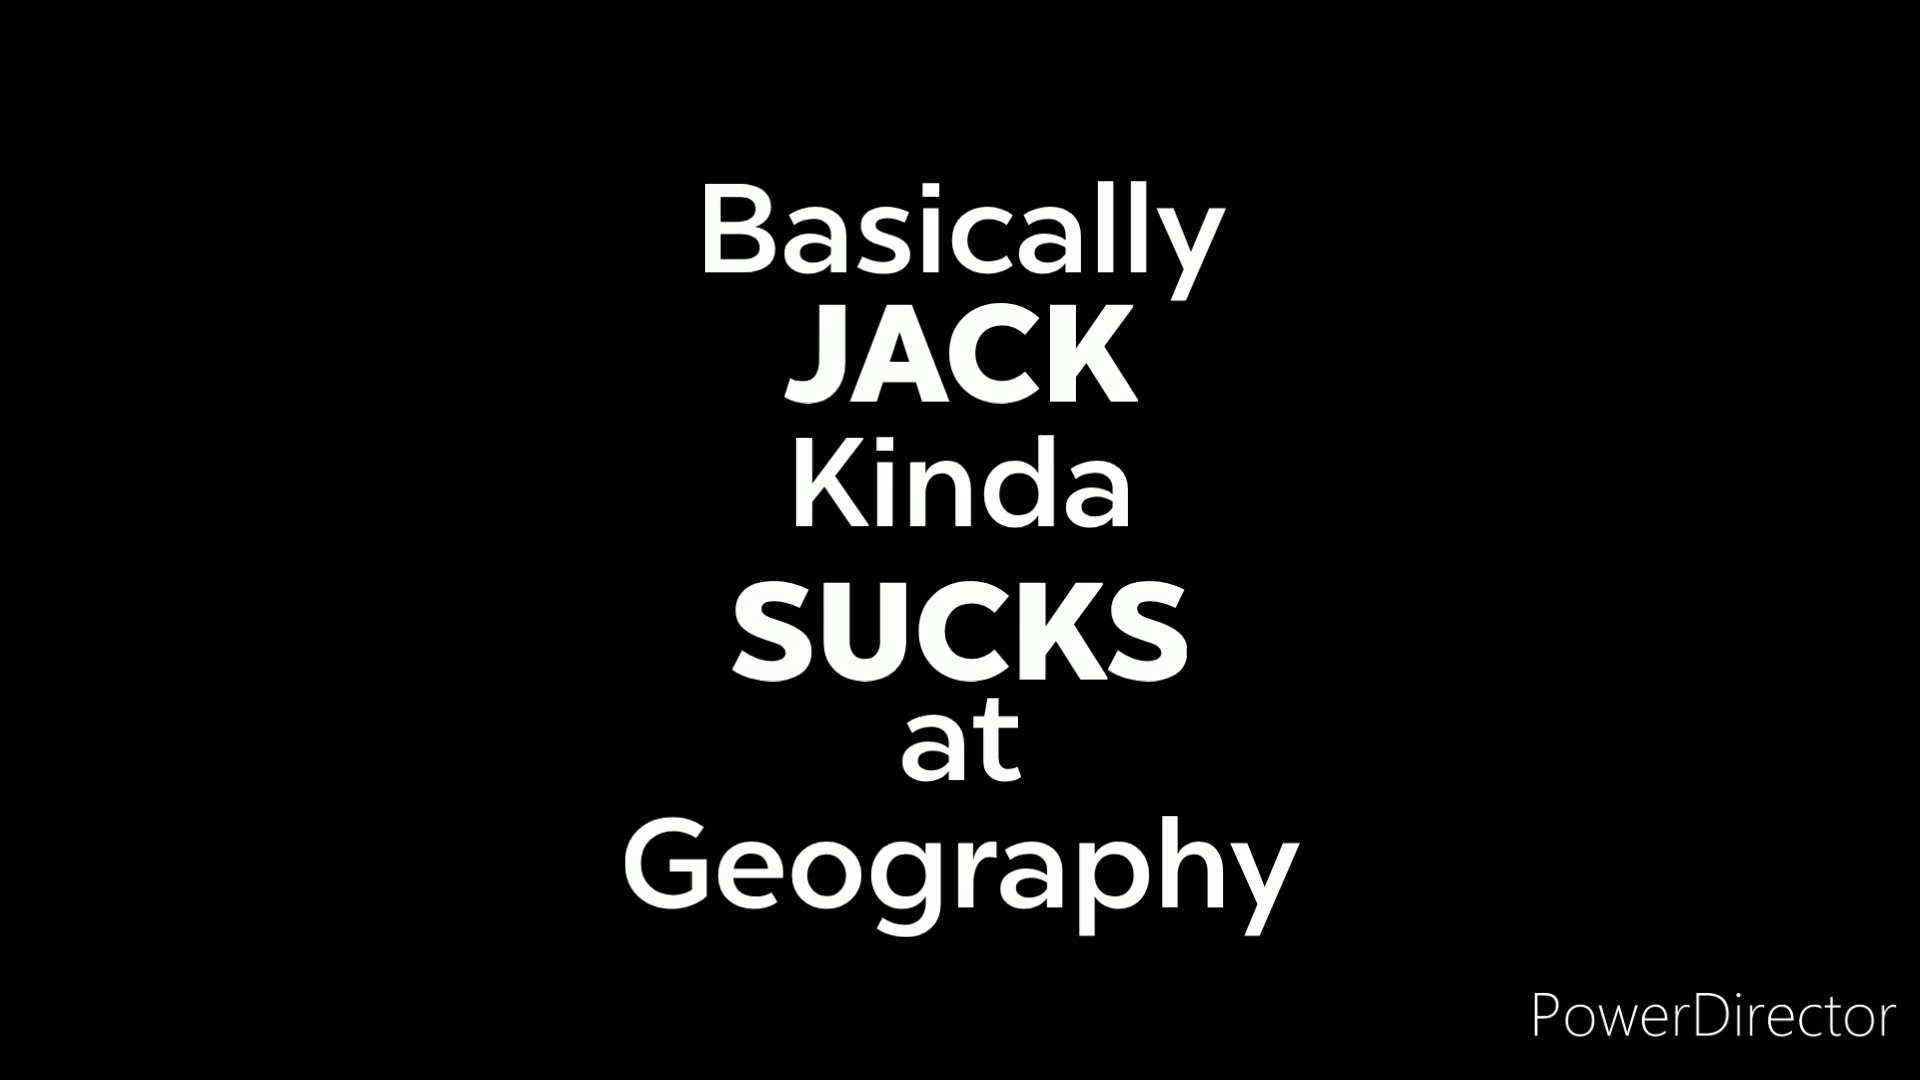 Basically
JACK
Kinda
SUCKS
at
Geography
PowerDirector